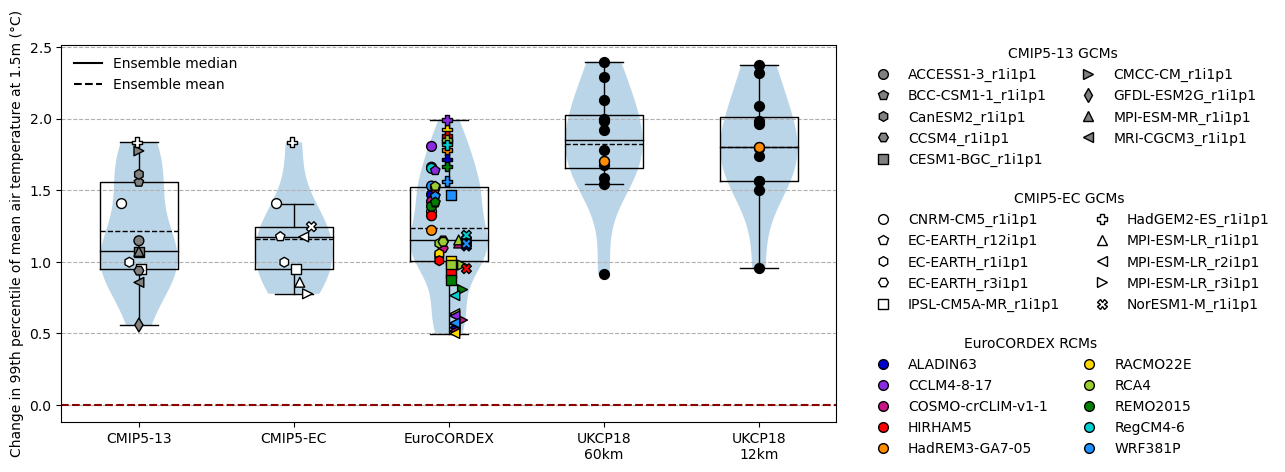 Change in 99th percentile of mean air temperature at 1.5m (°C)
2.5
2.0
1.5
1.0
0.5
0.0
Ensemble median
Ensemble mean
CMIP5-13
CMIP5-EC
EuroCORDEX
UKCP18
60km
UKCP18
12km
CMIP5-13 GCMs
ACCESS1-3_r1i1p1
BCC-CSM1-1_r1i1p1
CanESM2_r1i1p1
CCSM4_r1i1p1
CESM1-BGC_r1i1p1
CMCC-CM_r1i1p1
GFDL-ESM2G_r1i1p1
MPI-ESM-MR_r1i1p1
MRI-CGCM3_r1i1p1
CMIP5-EC GCMs
CNRM-CM5_r1i1p1
EC-EARTH_r12i1p1
EC-EARTH_r1i1p1
EC-EARTH_r3i1p1
IPSL-CM5A-MR_r1i1p1
HadGEM2-ES_r1i1p1
MPI-ESM-LR_r1i1p1
MPI-ESM-LR_r2i1p1
MPI-ESM-LR_r3i1p1
NorESM1-M_r1i1p1
EuroCORDEX RCMs
ALADIN63
CCLM4-8-17
COSMO-crCLIM-v1-1
HIRHAM5
HadREM3-GA7-05
RACMO22E
RCA4
REMO2015
RegCM4-6
WRF381P